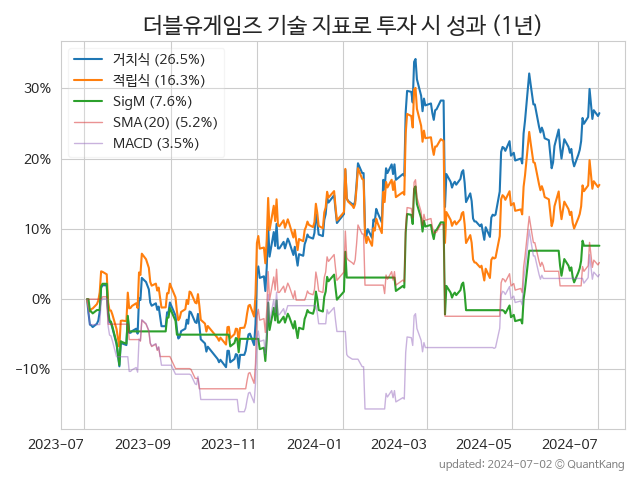 더블유게임즈 기술 지표로 투자 시 성과 (1년)
거치식 (26.5%)
적립식 (16.3%)
SigM (7.6%)
SMA(20) (5.2%)
MACD (3.5%)
30%
20%
10%
0%
−10%
2023-07 2023-09 2023-11 2024-01 2024-03 2024-05 2024-07
updated: 2024-07-02 © QuantKang